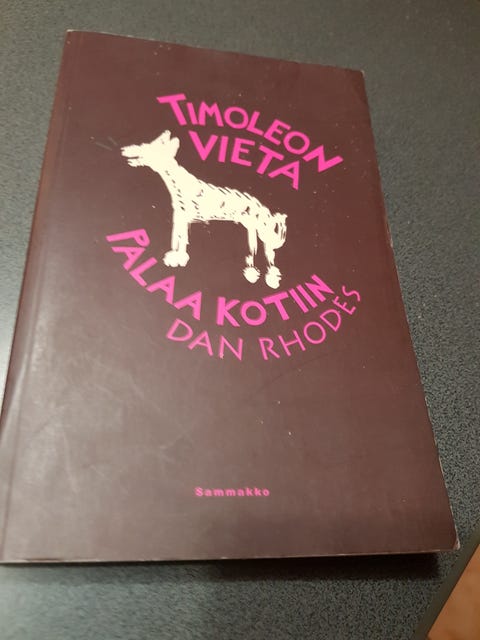 TIMOLEON
VIETA
PALAA KOTIIN
DAN RHODES
Sammakko